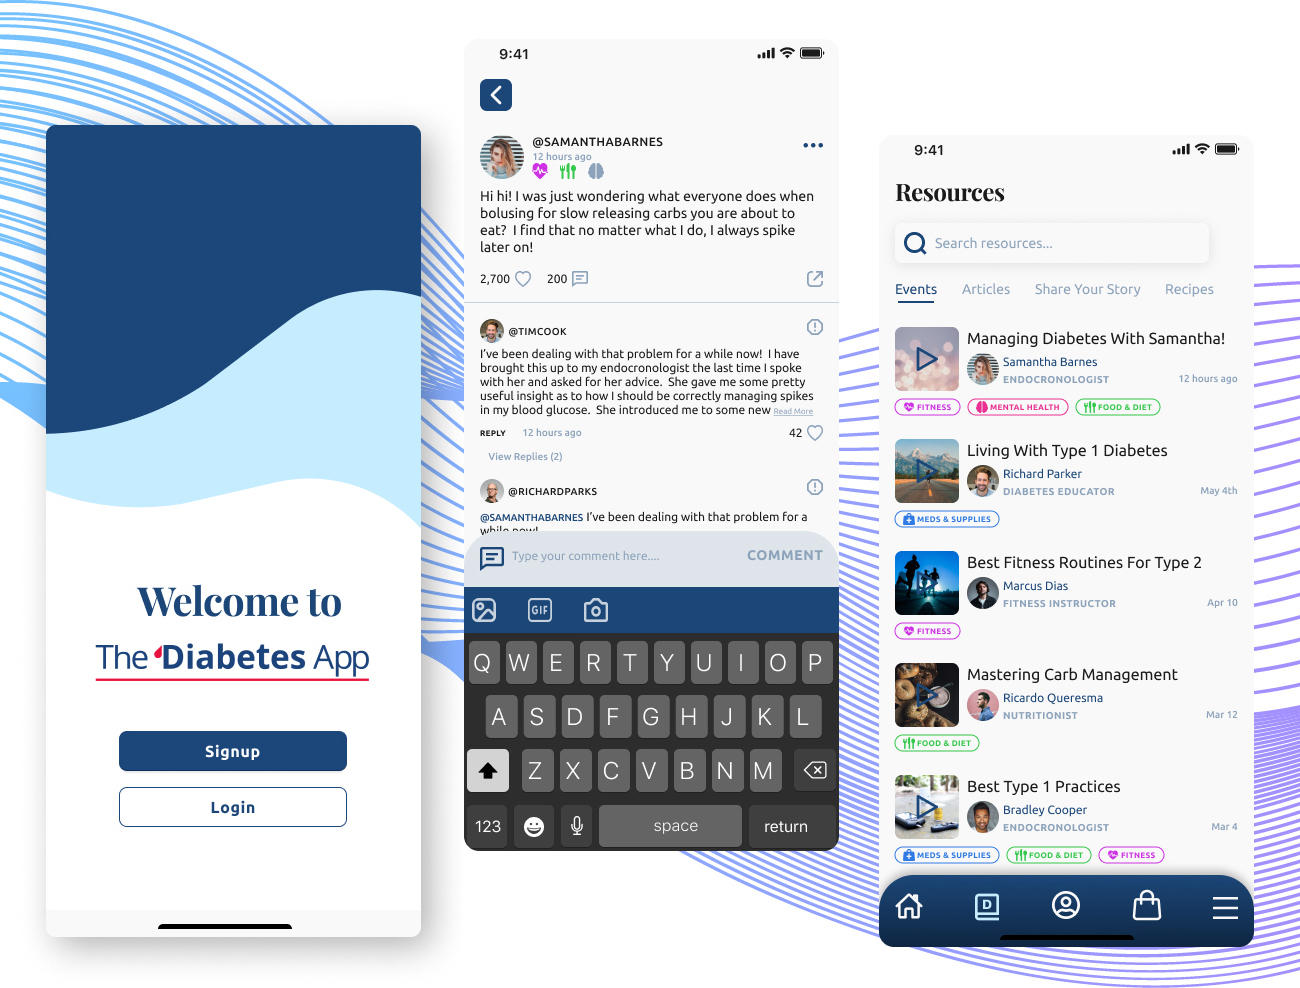 Welcome to
The Diabetes App
Signup
Login
9:41
@SAMANTHABARNES
12 hours ago
Hi hi! I was just wondering what everyone does when
bolusing for slow releasing carbs you are about to
eat?  I find that no matter what I do, I always spike
later on!
2,700 200
@TIMCOOK
I've been dealing with that problem for a while now!  I have
brought this up to my endocronologist the last time I spoke
with her and asked for her advice.  She gave me some pretty
useful insight as to how I should be correctly managing spikes
in my blood glucose.  She introduced me to some new Read More
REPLY 12 hours ago 42
View Replies (2)
@RICHARDPARKS
@SAMANTHABARNES I've been dealing with that problem for a
while now!
Type your comment here.... COMMENT
GIF
Q W E R T Y U I O P
A S D F G H J K L
Z X C V B N M
123 space return
9:41
Resources
Search resources...
Events Articles Share Your Story Recipes
Managing Diabetes With Samantha!
Samantha Barnes
ENDOCRONOLOGIST 12 hours ago
FITNESS MENTAL HEALTH FOOD & DIET
Living With Type 1 Diabetes
Richard Parker
DIABETES EDUCATOR May 4th
MEDS & SUPPLIES
Best Fitness Routines For Type 2
Marcus Dias
FITNESS INSTRUCTOR Apr 10
FITNESS
Mastering Carb Management
Ricardo Queresma
NUTRITIONIST Mar 12
FOOD & DIET
Best Type 1 Practices
Bradley Cooper
ENDOCRONOLOGIST Mar 4
MEDS & SUPPLIES FOOD & DIET FITNESS
D